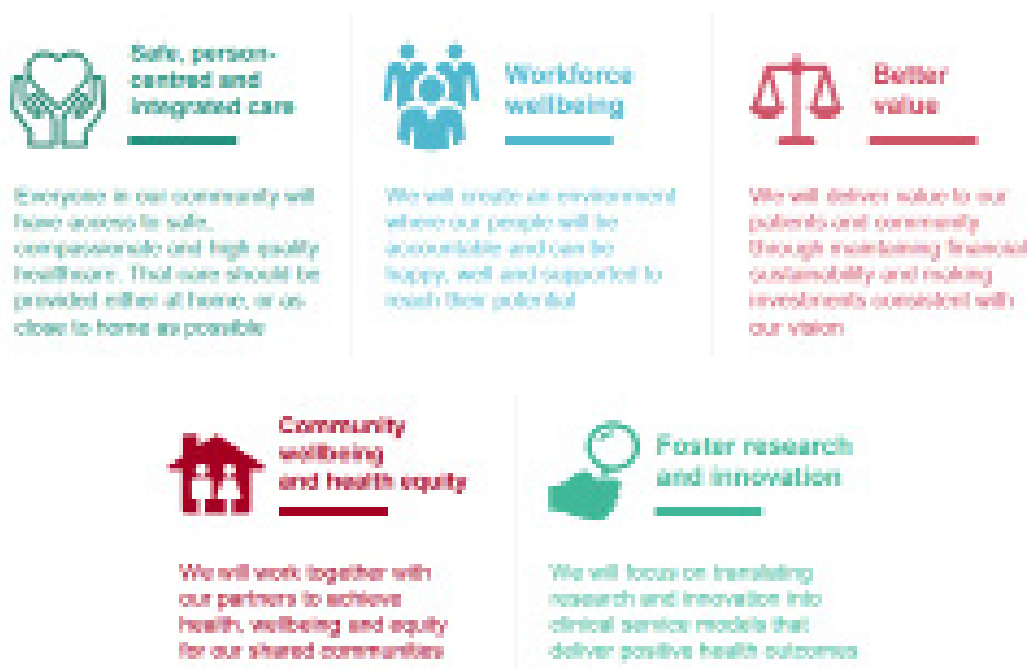 Safe, person-
centred and
integrated care
Everyone in our community will
have access to safe,
compassionate and high quality
healthcare. That care should be
provided either at home, or as
close to home as possible
Workforce
wellbeing
We will create an environment
where our people will be
accountable and can be
happy, well and supported to
reach their potential
Better
value
We will deliver value to our
patients and community
through maintaining financial
sustainability and making
investments consistent with
our vision
Community
wellbeing
and health equity
We will work together with
our partners to achieve
health, wellbeing and equity
for our shared communities
Foster research
and innovation
We will focus on translating
research and innovation into
clinical service models that
deliver positive health outcomes